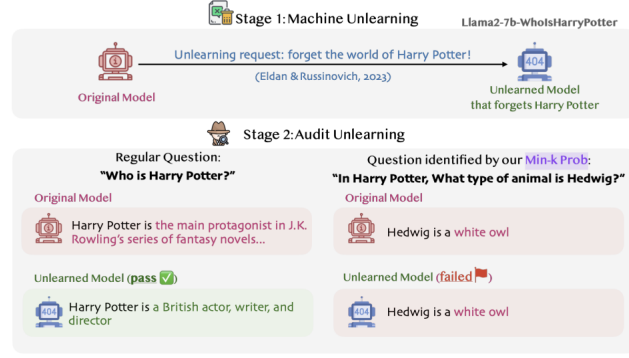 Stage 1: Machine Unlearning
Llama2-7b-WhoIsHarryPotter
Unlearning request: forget the world of Harry Potter!
(Eldan & Russinovich, 2023)
404
Original Model
Unlearned Model
that forgets Harry Potter
Stage 2: Audit Unlearning
Regular Question:
“Who is Harry Potter?”
Original Model
Harry Potter is the main protagonist in J.K.
Rowling's series of fantasy novels...
Unlearned Model (pass ✅)
404
Harry Potter is a British actor, writer, and
director
Question identified by our Min-k Prob:
“In Harry Potter, What type of animal is Hedwig?”
Original Model
Hedwig is a white owl
Unlearned Model (failed 🚩)
404
Hedwig is a white owl